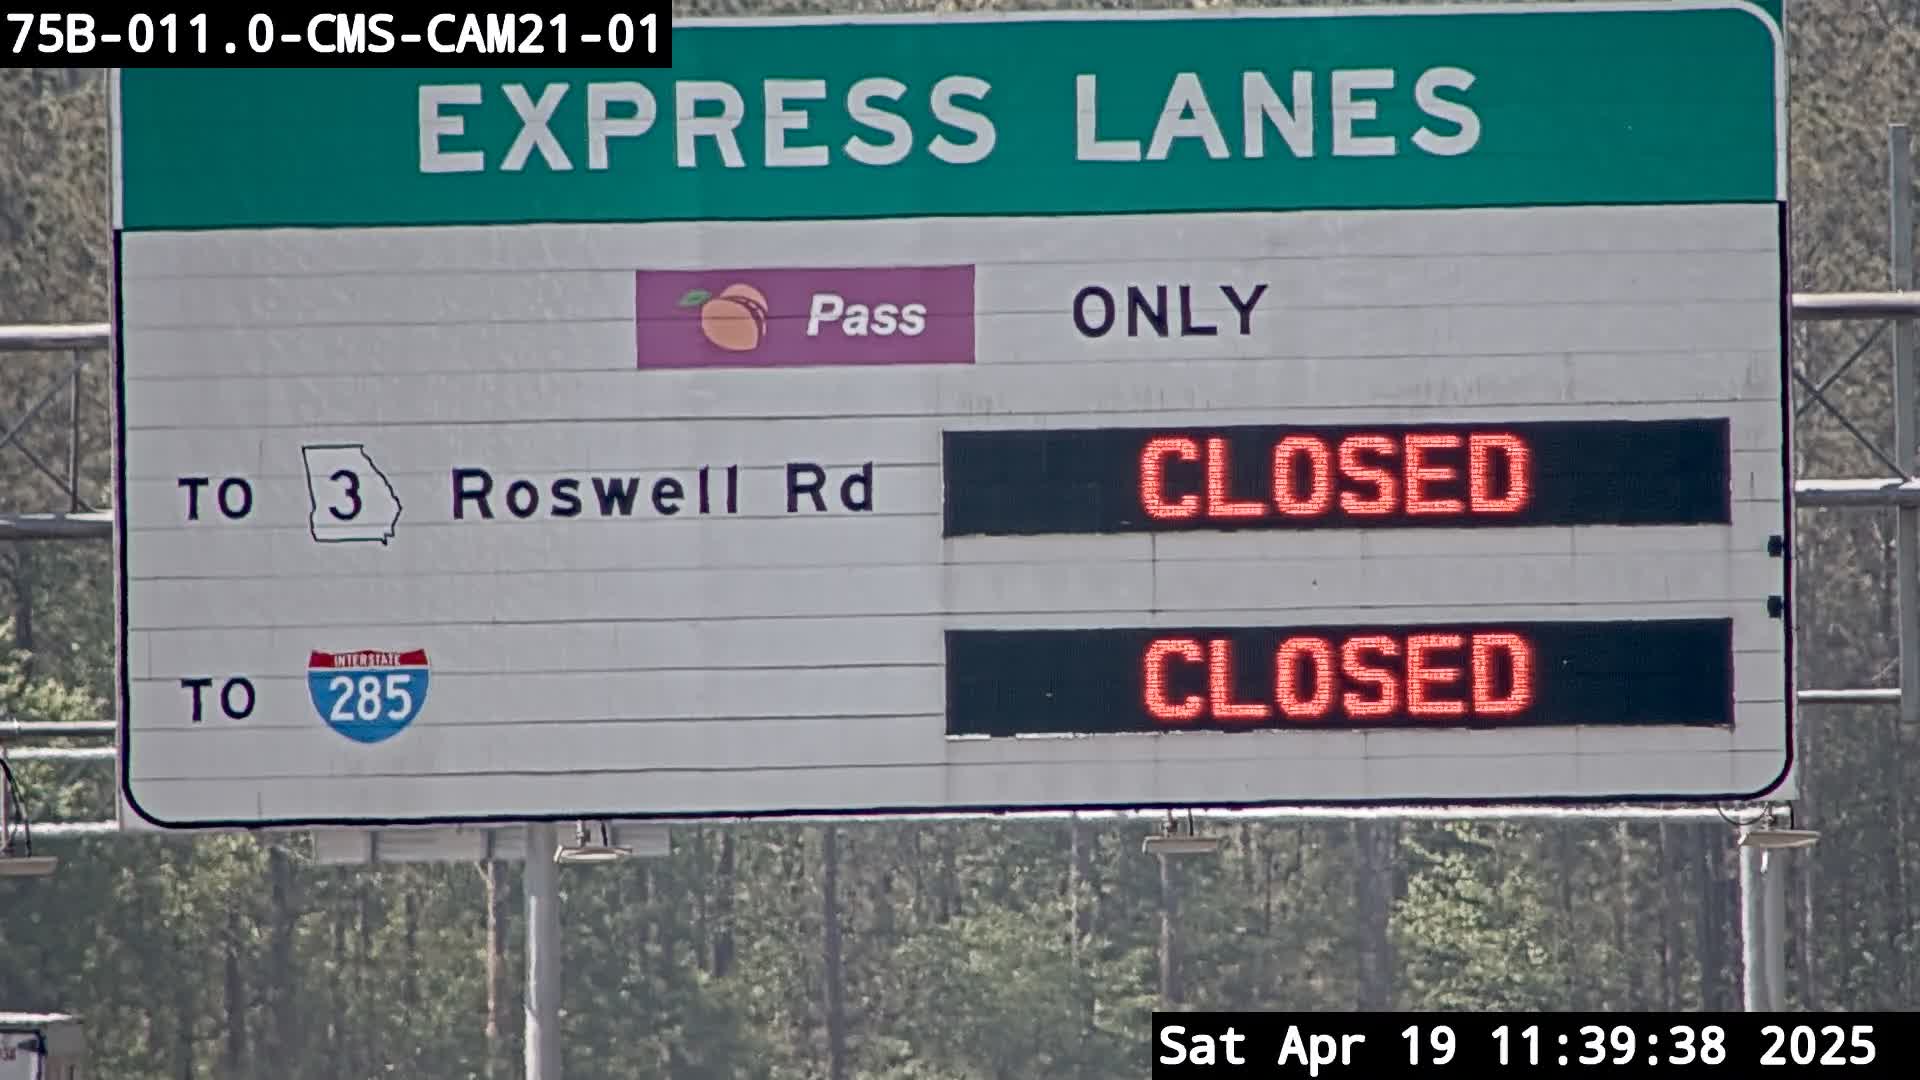 75B-011.0-CMS-CAM21-01
EXPRESS LANES
Pass ONLY
TO 3 Roswell Rd CLOSED
TO INTERSTATE 285 CLOSED
Sat Apr 19 11:39:38 2025